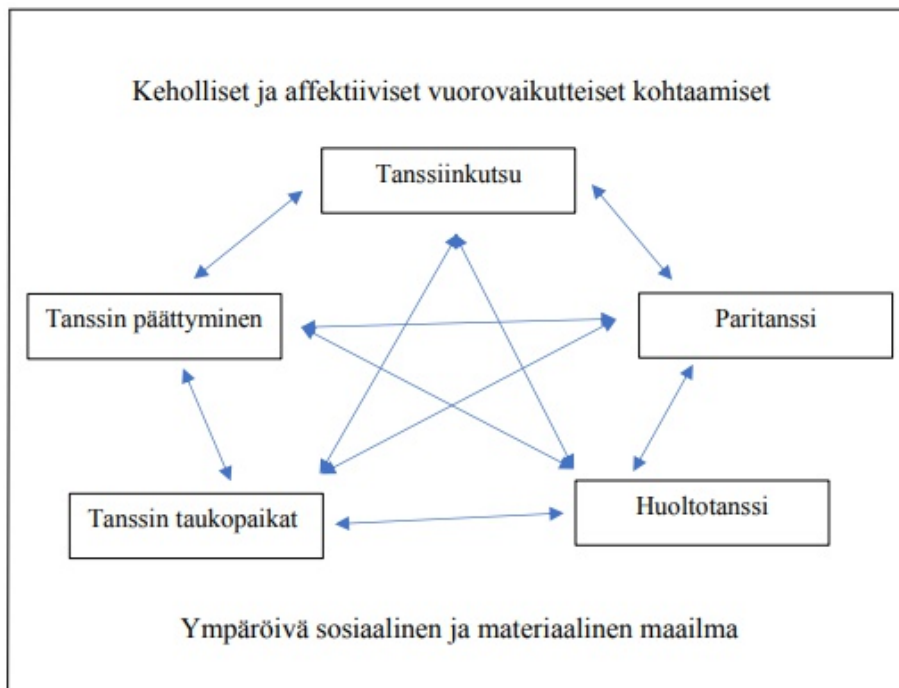 Keholliset ja affektiiviset vuorovaikutteiset kohtaamiset
Tanssiinkutsu
Tanssin päättyminen
Paritanssi
Tanssin taukopaikat
Huoltotanssi
Ympäröivä sosiaalinen ja materiaalinen maailma